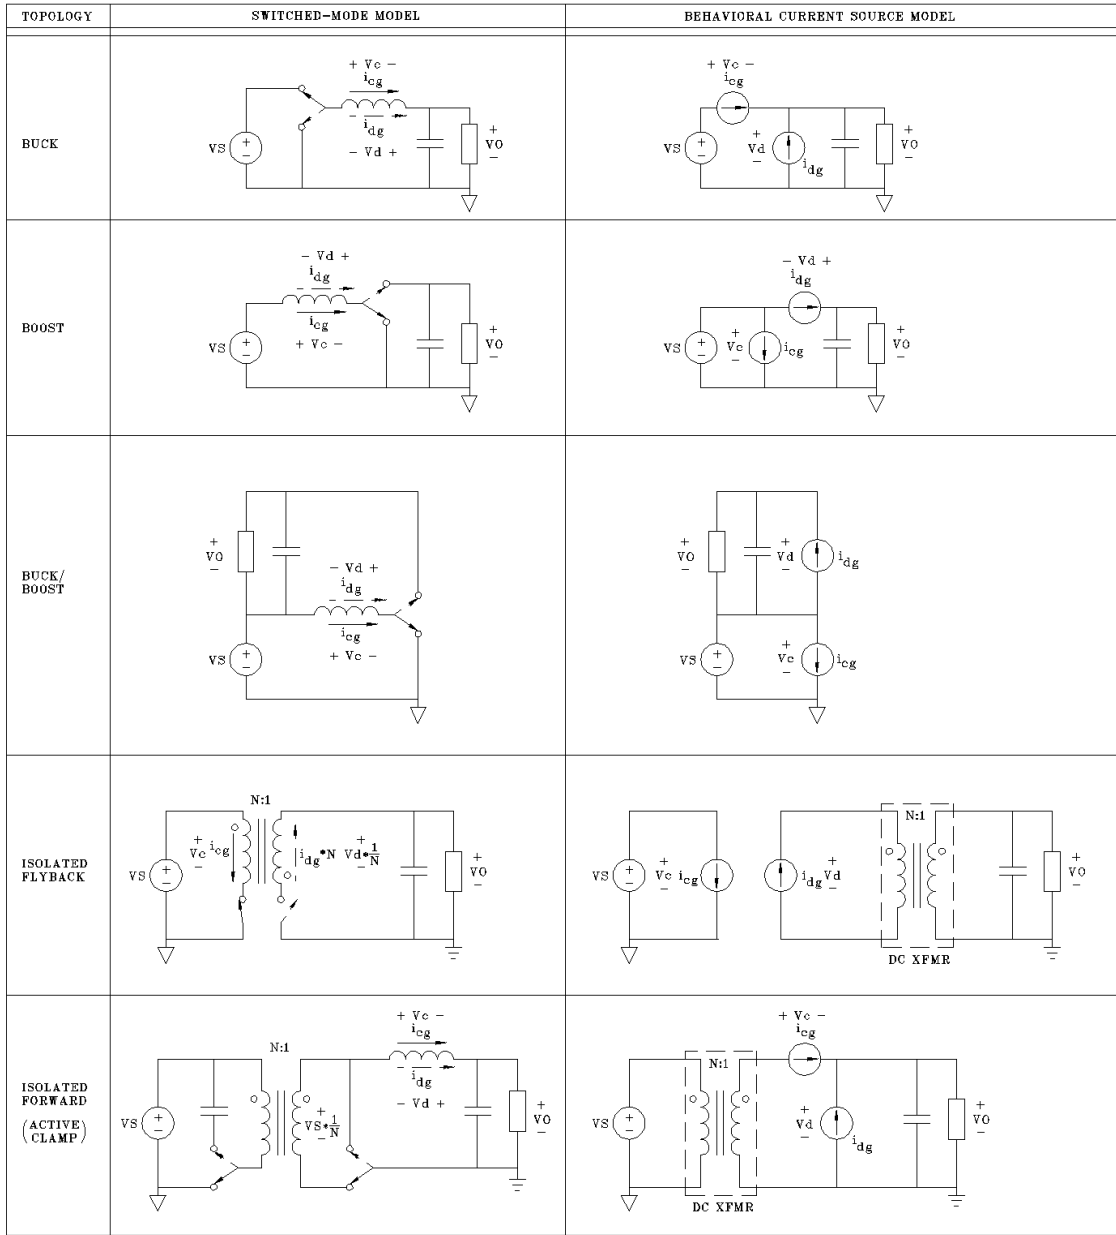 TOPOLOGY SWITCHED-MODE MODEL BEHAVIORAL CURRENT SOURCE MODEL
BUCK
+ Vc -
icg
idg
- Vd +
VS
+
-
+
VO
-
+ Vc -
icg
VS
+
-
+
Vd
-
idg
+
VO
-
BOOST
- Vd +
idg
icg
+ Vc -
VS
+
-
+
VO
-
- Vd +
idg
VS
+
-
+
Vc
-
icg
+
VO
-
BUCK/
BOOST
+
VO
-
- Vd +
idg
icg
+ Vc -
VS
+
-
+
VO
-
+
Vd
-
idg
VS
+
-
+
Vc
-
icg
ISOLATED
FLYBACK
N:1
VS
+
-
+
Vc
-
icg
idg*N
+
Vd*1/N
-
+
VO
-
VS
+
-
+
Vc
-
icg
idg
+
Vd
-
N:1
DC XFMR
+
VO
-
ISOLATED
FORWARD
(ACTIVE
CLAMP)
N:1
VS
+
-
+
VS*1/N
-
+ Vc -
icg
idg
- Vd +
+
VO
-
VS
+
-
N:1
DC XFMR
+ Vc -
icg
+
Vd
-
idg
+
VO
-